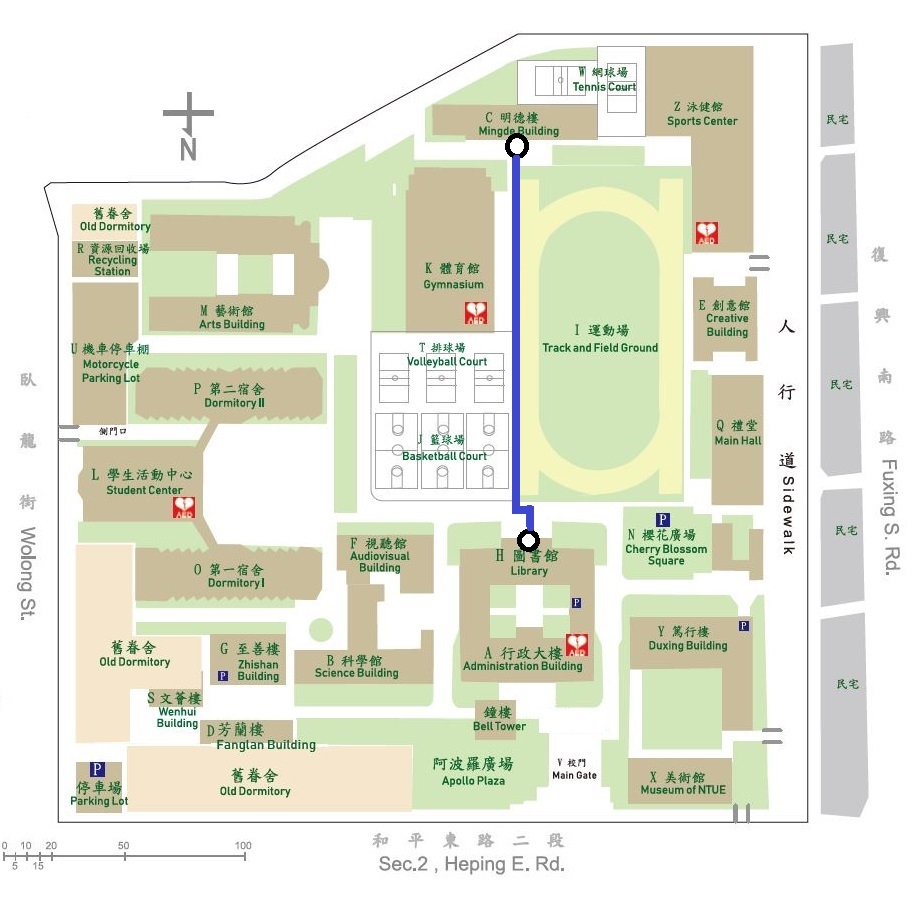 W 網球場
Tennis Court
C 明德樓
Mingde Building
Z 泳健館
Sports Center
民宅
N
舊眷舍
Old Dormitory
R 資源回收場
Recycling
Station
K 體育館
Gymnasium
AED
AED
民宅
復
興
南
路
Fuxing S. Rd.
M 藝術館
Arts Building
E 創意館
Creative
Building
人
行
道
Sidewalk
I 運動場
Track and Field Ground
U 機車停車棚
Motorcycle
Parking Lot
T 排球場
Volleyball Court
P 第二宿舍
Dormitory II
民宅
臥
龍
街
Wolong St.
側門口
J 籃球場
Basketball Court
Q 禮堂
Main Hall
L 學生活動中心
Student Center
AED
P
N 櫻花廣場
Cherry Blossom
Square
民宅
F 視聽館
Audiovisual
Building
H 圖書館
Library
O 第一宿舍
Dormitory I
P
A 行政大樓
Administration Building
AED
Y 篤行樓
Duxing Building
P
舊眷舍
Old Dormitory
G 至善樓
Zhishan
Building
P
B 科學館
Science Building
民宅
S 文薈樓
Wenhui
Building
鐘樓
Bell Tower
D 芳蘭樓
Fanglan Building
P
停車場
Parking Lot
舊眷舍
Old Dormitory
阿波羅廣場
Apollo Plaza
V 校門
Main Gate
X 美術館
Museum of NTUE
和平東路二段
Sec.2 , Heping E. Rd.
0 10 20 50 100
5 15